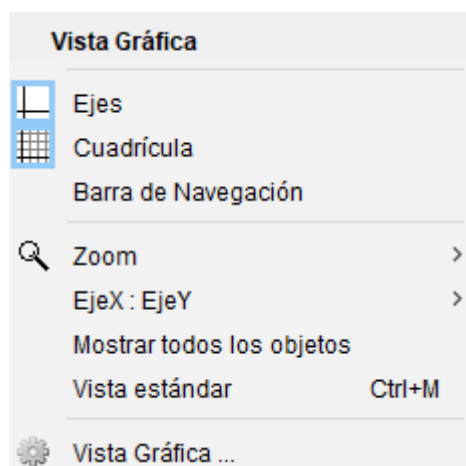 Vista Gráfica
Ejes
Cuadrícula
Barra de Navegación
Zoom
EjeX : EjeY
Mostrar todos los objetos
Vista estándar Ctrl+M
Vista Gráfica ...